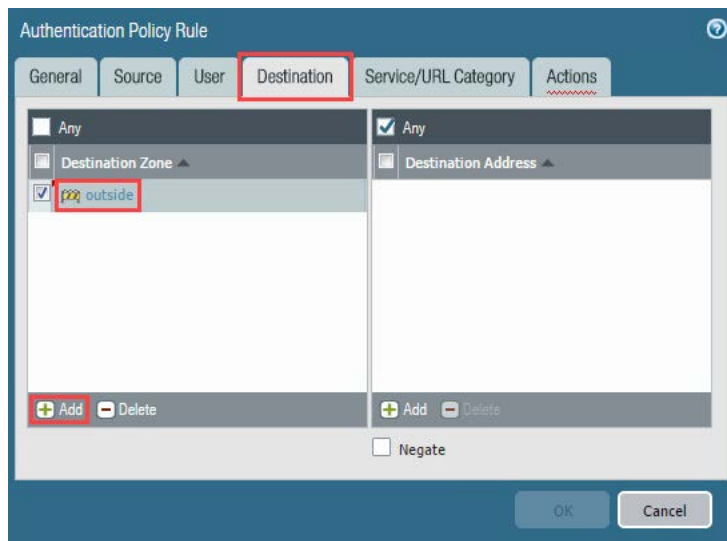 Authentication Policy Rule
General Source User Destination Service/URL Category Actions
Any
Destination Zone
outside
Add Delete
Any
Destination Address
Add Delete
Negate
OK Cancel